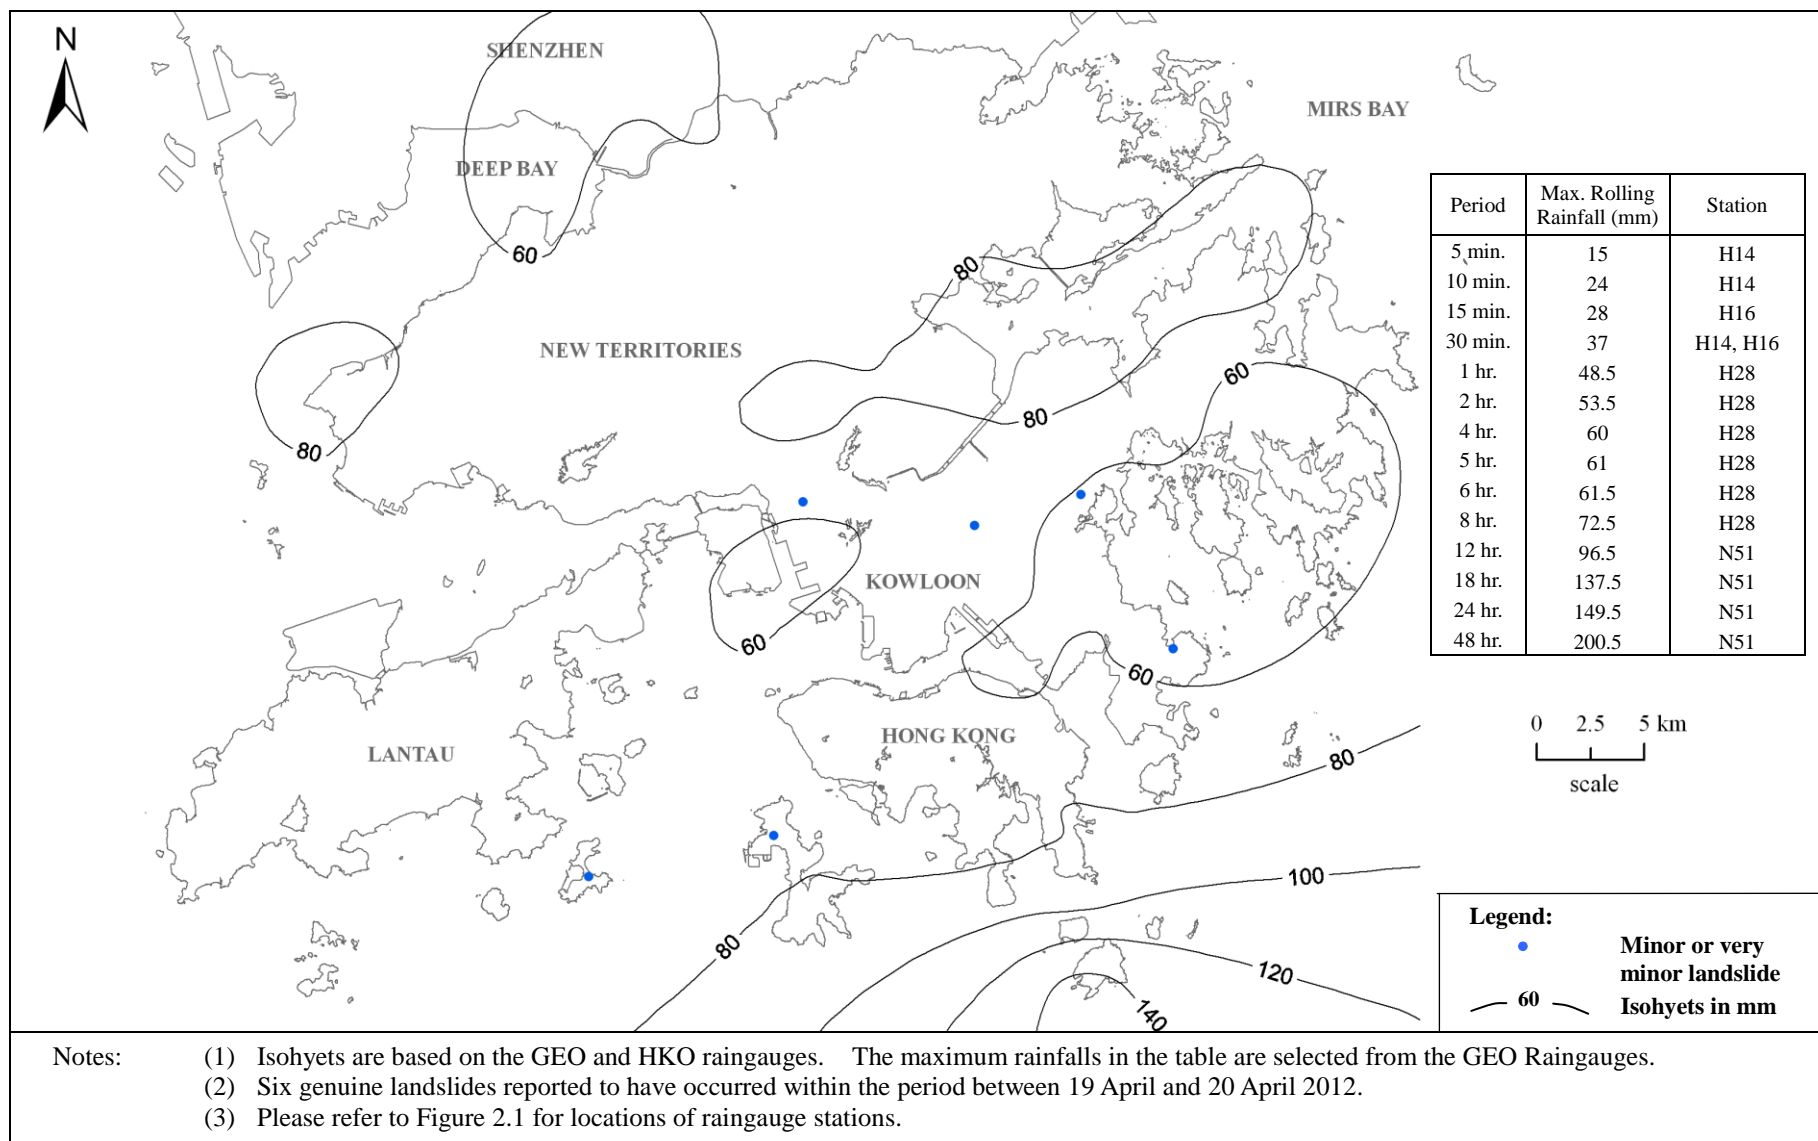 N
SHENZHEN
MIRS BAY
DEEP BAY
60
80
NEW TERRITORIES
60
80
80
KOWLOON
60
60
HONG KONG
LANTAU
80
100
80
120
140
Period Max. Rolling Rainfall (mm) Station
5 min. 15 H14
10 min. 24 H14
15 min. 28 H16
30 min. 37 H14, H16
1 hr. 48.5 H28
2 hr. 53.5 H28
4 hr. 60 H28
5 hr. 61 H28
6 hr. 61.5 H28
8 hr. 72.5 H28
12 hr. 96.5 N51
18 hr. 137.5 N51
24 hr. 149.5 N51
48 hr. 200.5 N51
0 2.5 5 km
scale
Legend:
Minor or very
minor landslide
60 Isohyets in mm
Notes: (1) Isohyets are based on the GEO and HKO raingauges. The maximum rainfalls in the table are selected from the GEO Raingauges.
(2) Six genuine landslides reported to have occurred within the period between 19 April and 20 April 2012.
(3) Please refer to Figure 2.1 for locations of raingauge stations.